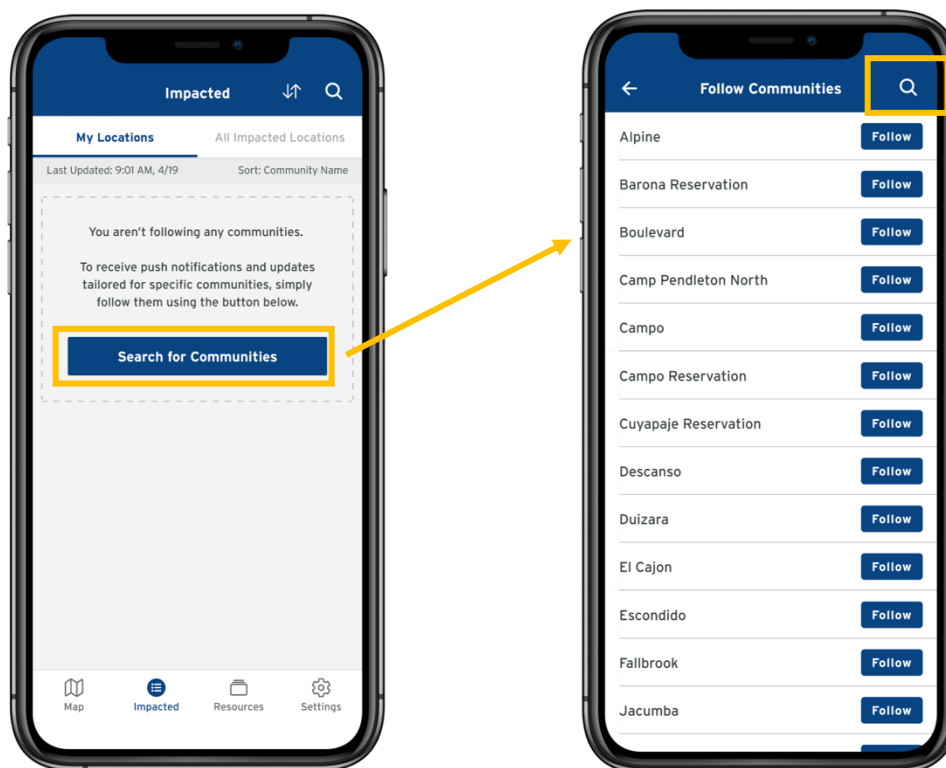 Impacted
My Locations
All Impacted Locations
Last Updated: 9:01 AM, 4/19
Sort: Community Name
You aren't following any communities.
To receive push notifications and updates
tailored for specific communities, simply
follow them using the button below.
Search for Communities
Map
Impacted
Resources
Settings
Follow Communities
Alpine
Follow
Barona Reservation
Follow
Boulevard
Follow
Camp Pendleton North
Follow
Campo
Follow
Campo Reservation
Follow
Cuyapaje Reservation
Follow
Descanso
Follow
Duizara
Follow
El Cajon
Follow
Escondido
Follow
Fallbrook
Follow
Jacumba
Follow